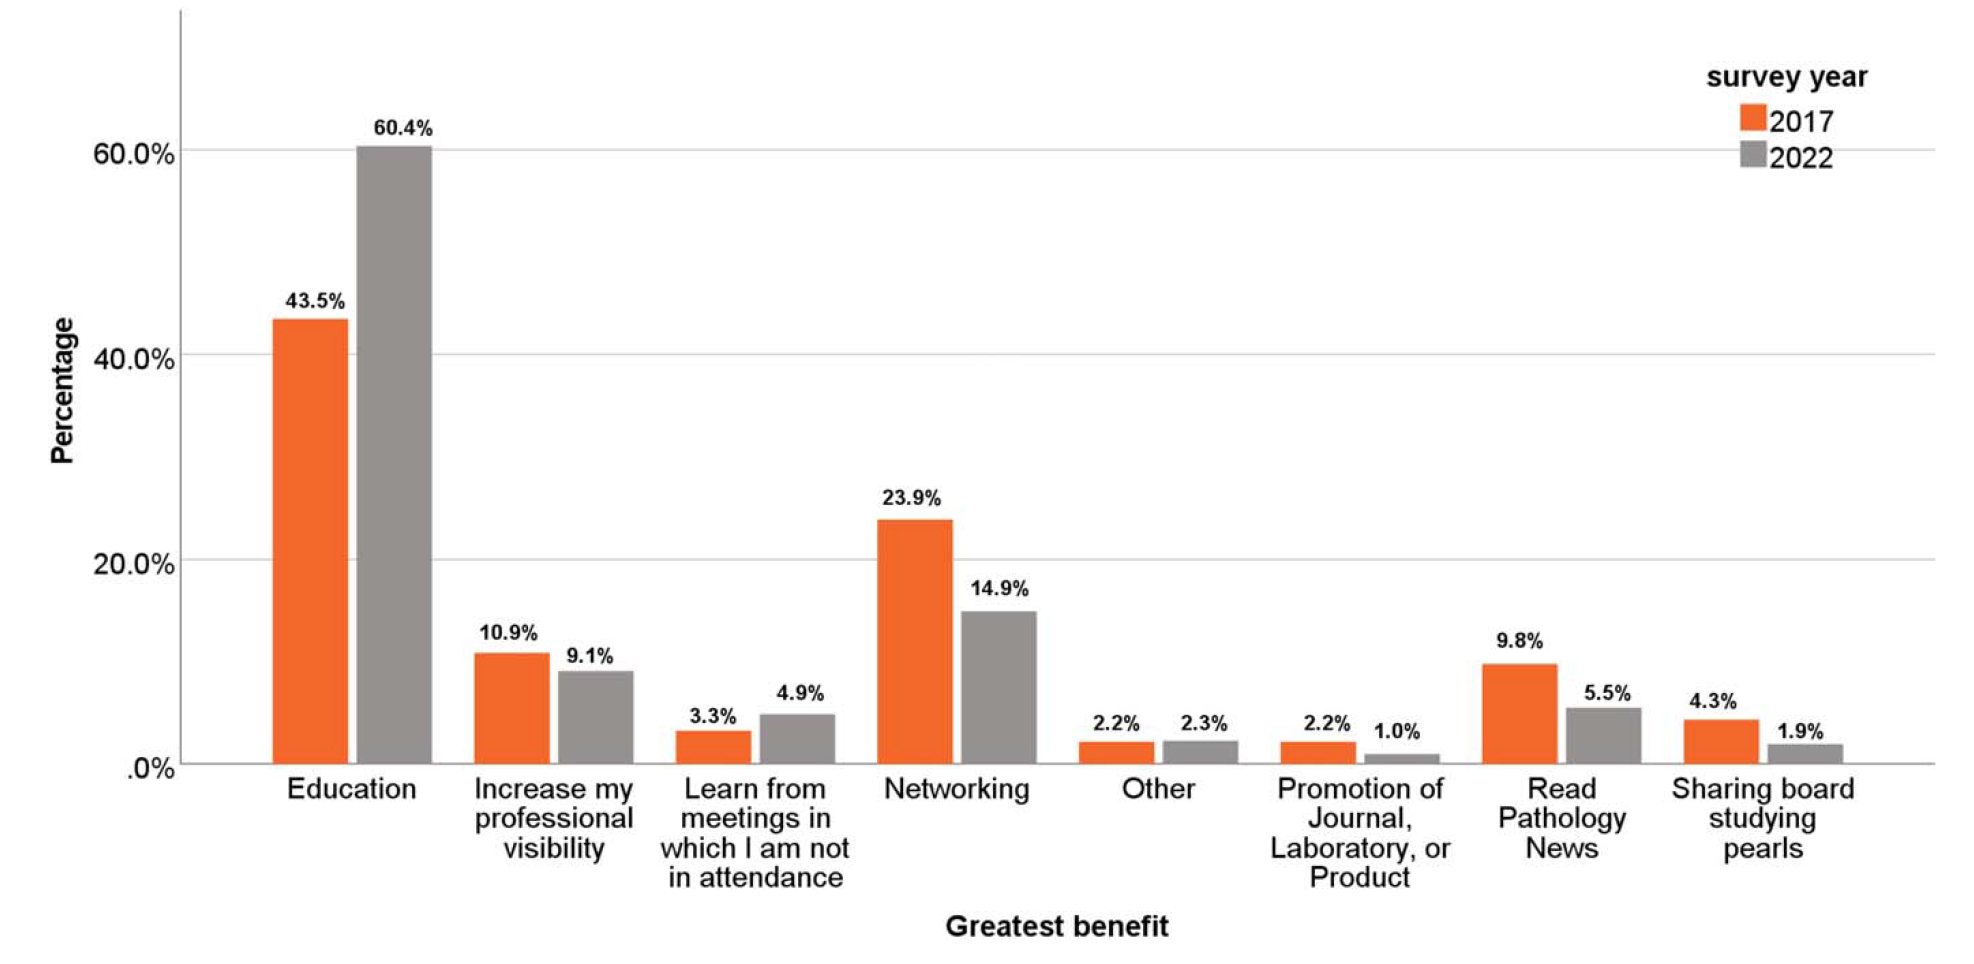 survey year
2017
2022
60.4%
60.0%
43.5%
40.0%
Percentage
23.9%
20.0%
14.9%
10.9%
9.1%
9.8%
3.3%
4.9%
2.2%
2.3%
2.2%
1.0%
5.5%
4.3%
1.9%
.0%
Education
Increase my
professional
visibility
Learn from
meetings in
which I am not
in attendance
Networking
Other
Promotion of
Journal,
Laboratory, or
Product
Read
Pathology
News
Sharing board
studying
pearls
Greatest benefit